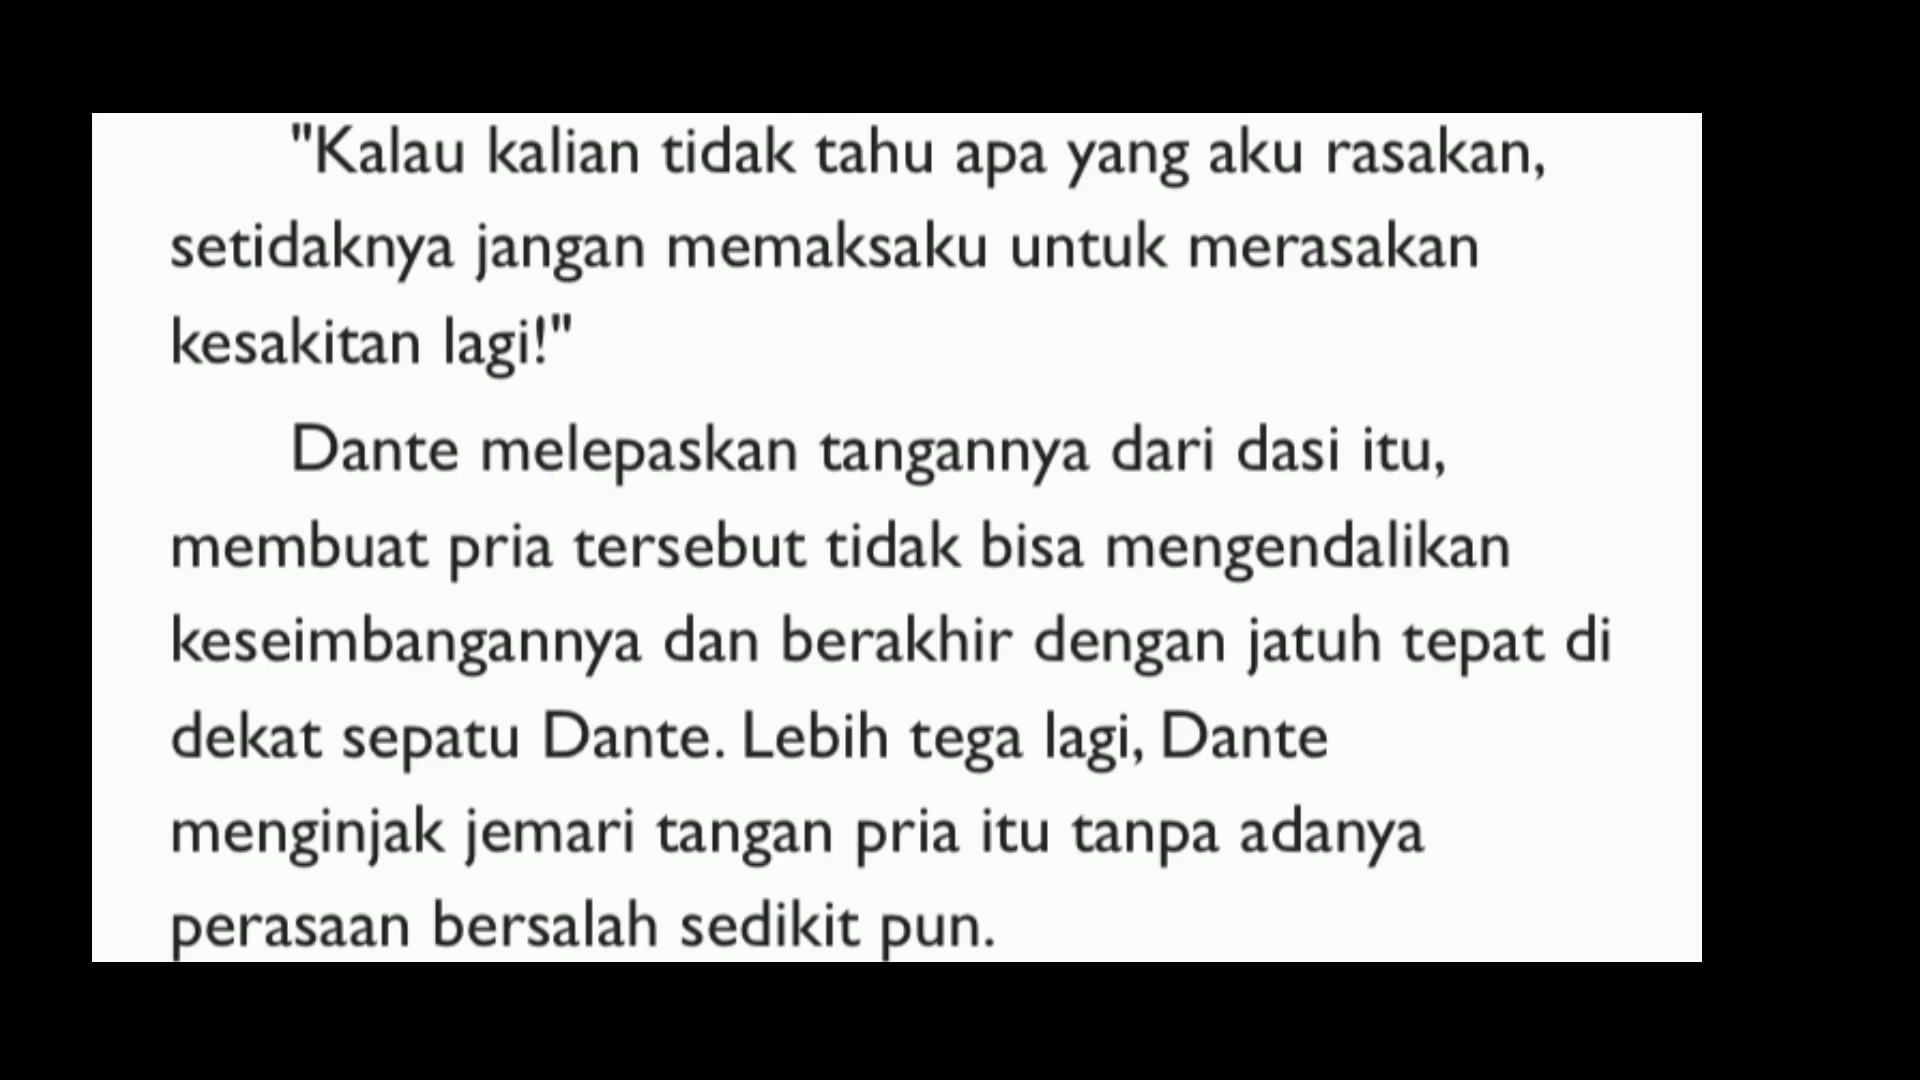 "Kalau kalian tidak tahu apa yang aku rasakan,
setidaknya jangan memaksaku untuk merasakan
kesakitan lagi!"
Dante melepaskan tangannya dari dasi itu,
membuat pria tersebut tidak bisa mengendalikan
keseimbangannya dan berakhir dengan jatuh tepat di
dekat sepatu Dante. Lebih tega lagi, Dante
menginjak jemari tangan pria itu tanpa adanya
perasaan bersalah sedikit pun.